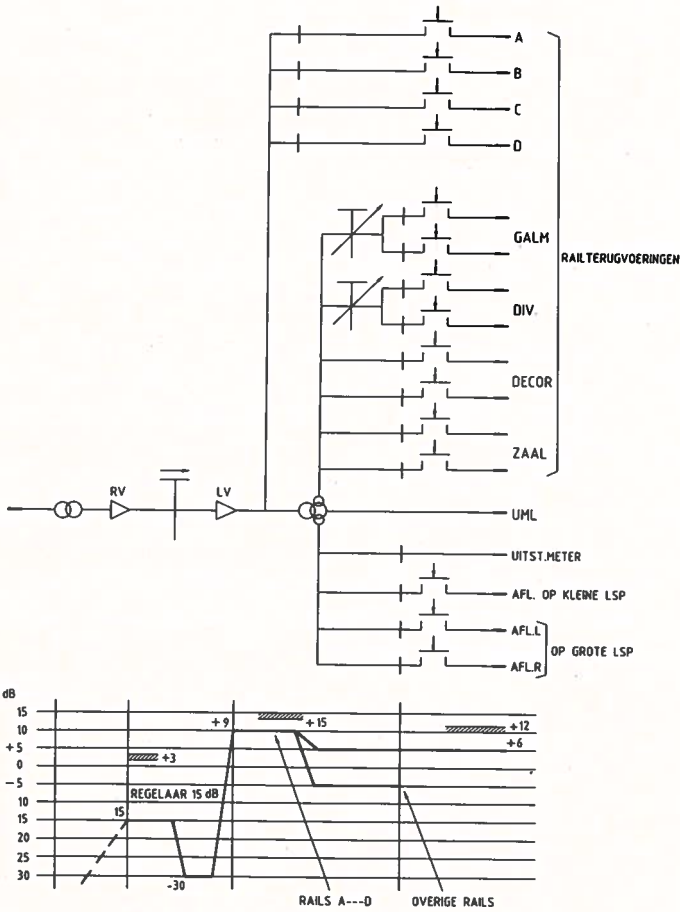 A
B
C
D
GALM
RAILTERUGVOERINGEN
DIV.
DECOR
ZAAL
RV
LV
UML
UITST.METER
AFL. OP KLEINE LSP
AFL.L
OP GROTE LSP
AFL.R
dB
15
10
+5
0
-5
10
15
20
25
30
+9
+15
+12
+6
+3
REGELAAR 15 dB
15
-30
RAILS A---D
OVERIGE RAILS